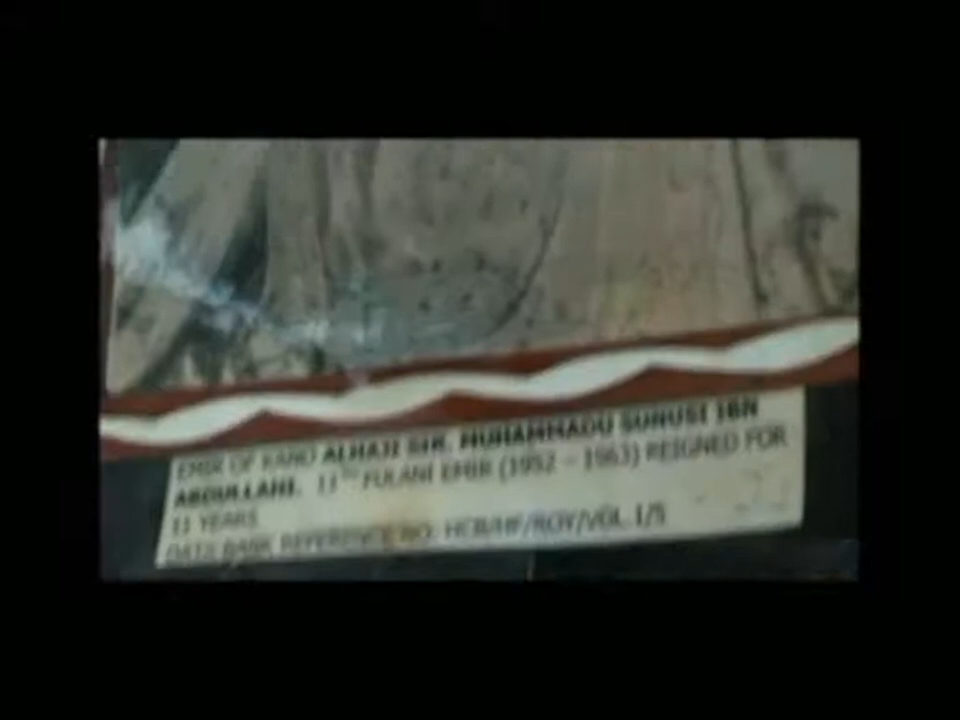 EMIR OF KANO ALHAJI SIR. MUHAMMADU SUNUSI IBN
ABDULLAHI. 11TH FULANI EMIR (1952 – 1963) REIGNED FOR
11 YEARS
DATA BANK REFERENCE NO: HCB/HF/ROY/VOL.1/5